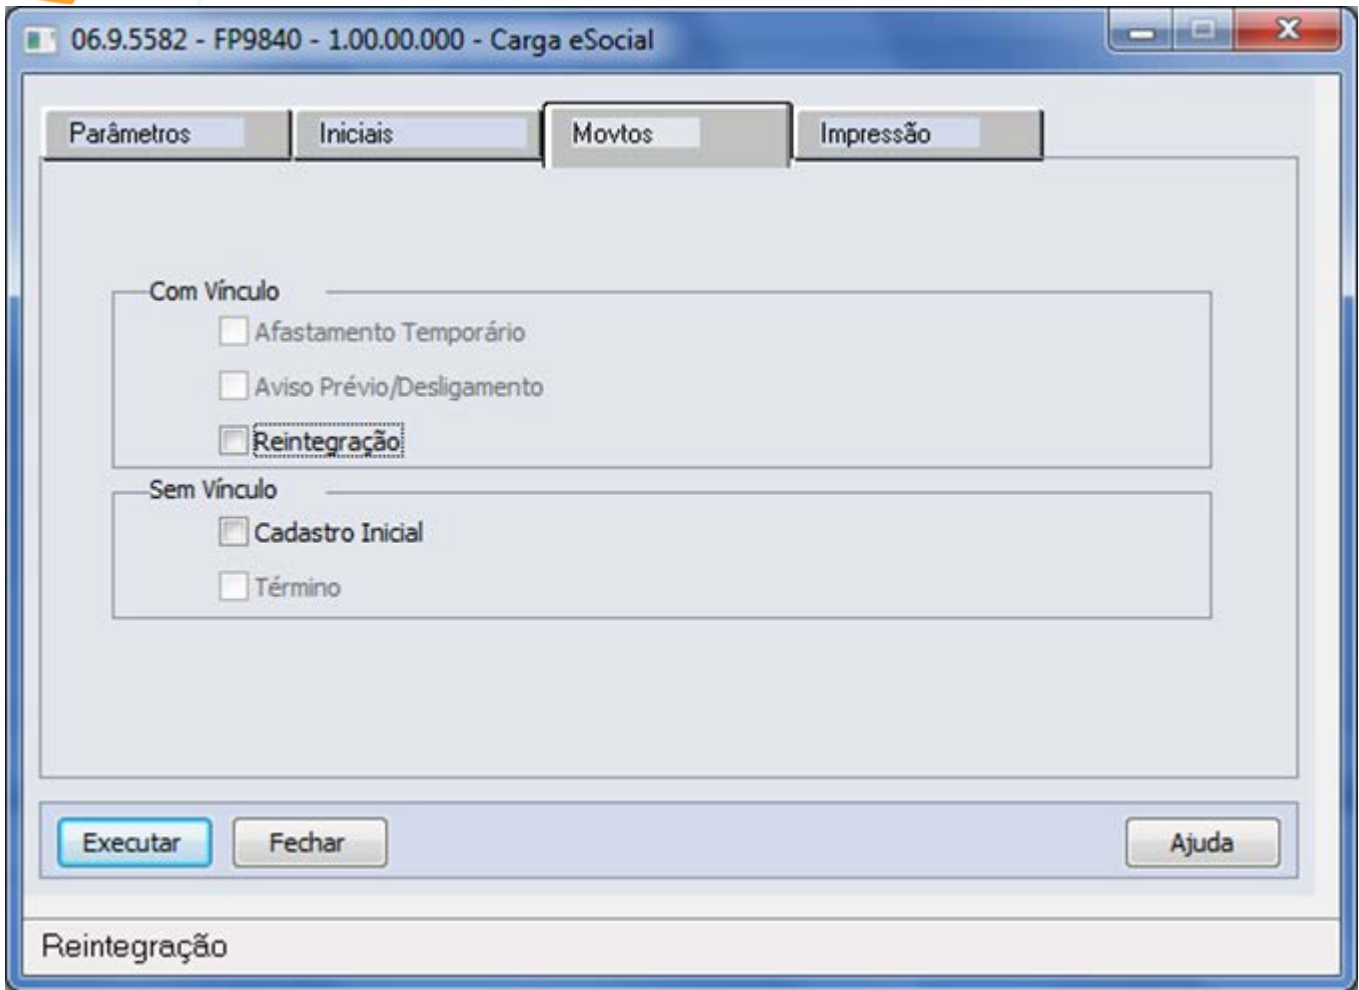 06.9.5582 - FP9840 - 1.00.00.000 - Carga eSocial
Parâmetros Iniciais Movtos Impressão
Com Vínculo
Afastamento Temporário
Aviso Prévio/Desligamento
Reintegração
Sem Vínculo
Cadastro Inicial
Término
Executar Fechar Ajuda
Reintegração